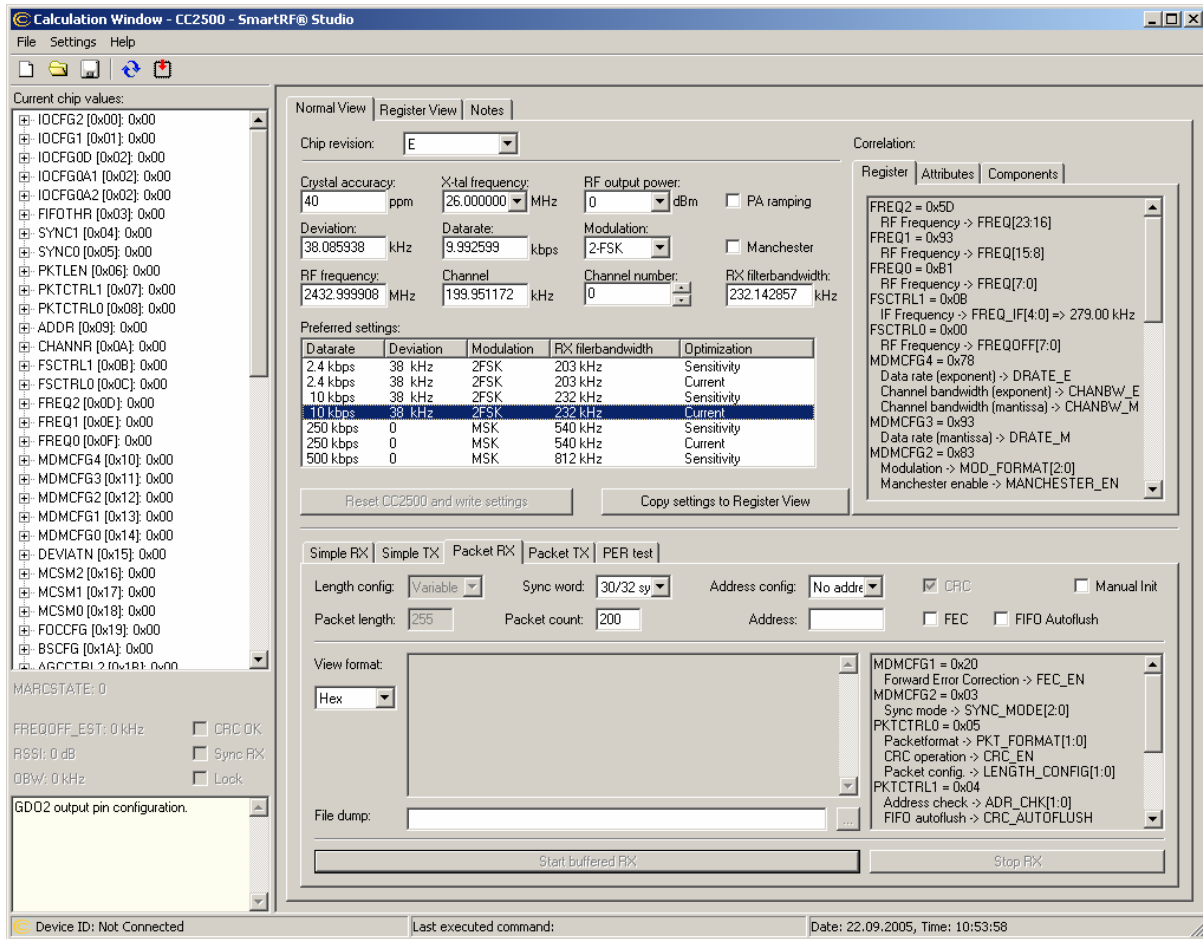 Calculation Window - CC2500 - SmartRF® Studio
File Settings Help
Current chip values:
IOCFG2 [0x00]: 0x00
IOCFG1 [0x01]: 0x00
IOCFG0D [0x02]: 0x00
IOCFG0A1 [0x02]: 0x00
IOCFG0A2 [0x02]: 0x00
FIFOTHR [0x03]: 0x00
SYNC1 [0x04]: 0x00
SYNC0 [0x05]: 0x00
PKTLEN [0x06]: 0x00
PKTCTRL1 [0x07]: 0x00
PKTCTRL0 [0x08]: 0x00
ADDR [0x09]: 0x00
CHANNR [0x0A]: 0x00
FSCTRL1 [0x0B]: 0x00
FSCTRL0 [0x0C]: 0x00
FREQ2 [0x0D]: 0x00
FREQ1 [0x0E]: 0x00
FREQ0 [0x0F]: 0x00
MDMCFG4 [0x10]: 0x00
MDMCFG3 [0x11]: 0x00
MDMCFG2 [0x12]: 0x00
MDMCFG1 [0x13]: 0x00
MDMCFG0 [0x14]: 0x00
DEVIATN [0x15]: 0x00
MCSM2 [0x16]: 0x00
MCSM1 [0x17]: 0x00
MCSM0 [0x18]: 0x00
FOCCFG [0x19]: 0x00
BSCFG [0x1A]: 0x00
AGCCTRL2 [0x1B]: 0x00
MARCSTATE: 0
FREQOFF_EST: 0 kHz CRC OK
RSSI: 0 dB Sync RX
OBW: 0 kHz Lock
GDO2 output pin configuration.
Normal View Register View Notes
Chip revision: E
Crystal accuracy: X-tal frequency: RF output power:
40 ppm 26.000000 MHz 0 dBm PA ramping
Deviation: Datarate: Modulation:
38.085938 kHz 9.992599 kbps 2-FSK Manchester
RF frequency: Channel Channel number: RX filterbandwidth:
2432.999908 MHz 199.951172 kHz 0 232.142857 kHz
Preferred settings:
Datarate Deviation Modulation RX filerbandwidth Optimization
2.4 kbps 38 kHz 2FSK 203 kHz Sensitivity
2.4 kbps 38 kHz 2FSK 203 kHz Current
10 kbps 38 kHz 2FSK 232 kHz Sensitivity
10 kbps 38 kHz 2FSK 232 kHz Current
250 kbps 0 MSK 540 kHz Sensitivity
250 kbps 0 MSK 540 kHz Current
500 kbps 0 MSK 812 kHz Sensitivity
Reset CC2500 and write settings Copy settings to Register View
Correlation:
Register Attributes Components
FREQ2 = 0x5D
RF Frequency -> FREQ[23:16]
FREQ1 = 0x93
RF Frequency -> FREQ[15:8]
FREQ0 = 0xB1
RF Frequency -> FREQ[7:0]
FSCTRL1 = 0x0B
IF Frequency -> FREQ_IF[4:0] => 279.00 kHz
FSCTRL0 = 0x00
RF Frequency -> FREQOFF[7:0]
MDMCFG4 = 0x78
Data rate (exponent) -> DRATE_E
Channel bandwidth (exponent) -> CHANBW_E
Channel bandwidth (mantissa) -> CHANBW_M
MDMCFG3 = 0x93
Data rate (mantissa) -> DRATE_M
MDMCFG2 = 0x83
Modulation -> MOD_FORMAT[2:0]
Manchester enable -> MANCHESTER_EN
Simple RX Simple TX Packet RX Packet TX PER test
Length config: Variable Sync word: 30/32 sy Address config: No addre CRC Manual Init
Packet length: 255 Packet count: 200 Address: FEC FIFO Autoflush
View format:
Hex
File dump: ...
MDMCFG1 = 0x20
Forward Error Correction -> FEC_EN
MDMCFG2 = 0x03
Sync mode -> SYNC_MODE[2:0]
PKTCTRL0 = 0x05
Packetformat -> PKT_FORMAT[1:0]
CRC operation -> CRC_EN
Packet config. -> LENGTH_CONFIG[1:0]
PKTCTRL1 = 0x04
Address check -> ADR_CHK[1:0]
FIFO autoflush -> CRC_AUTOFLUSH
Start buffered RX Stop RX
Device ID: Not Connected Last executed command: Date: 22.09.2005, Time: 10:53:58